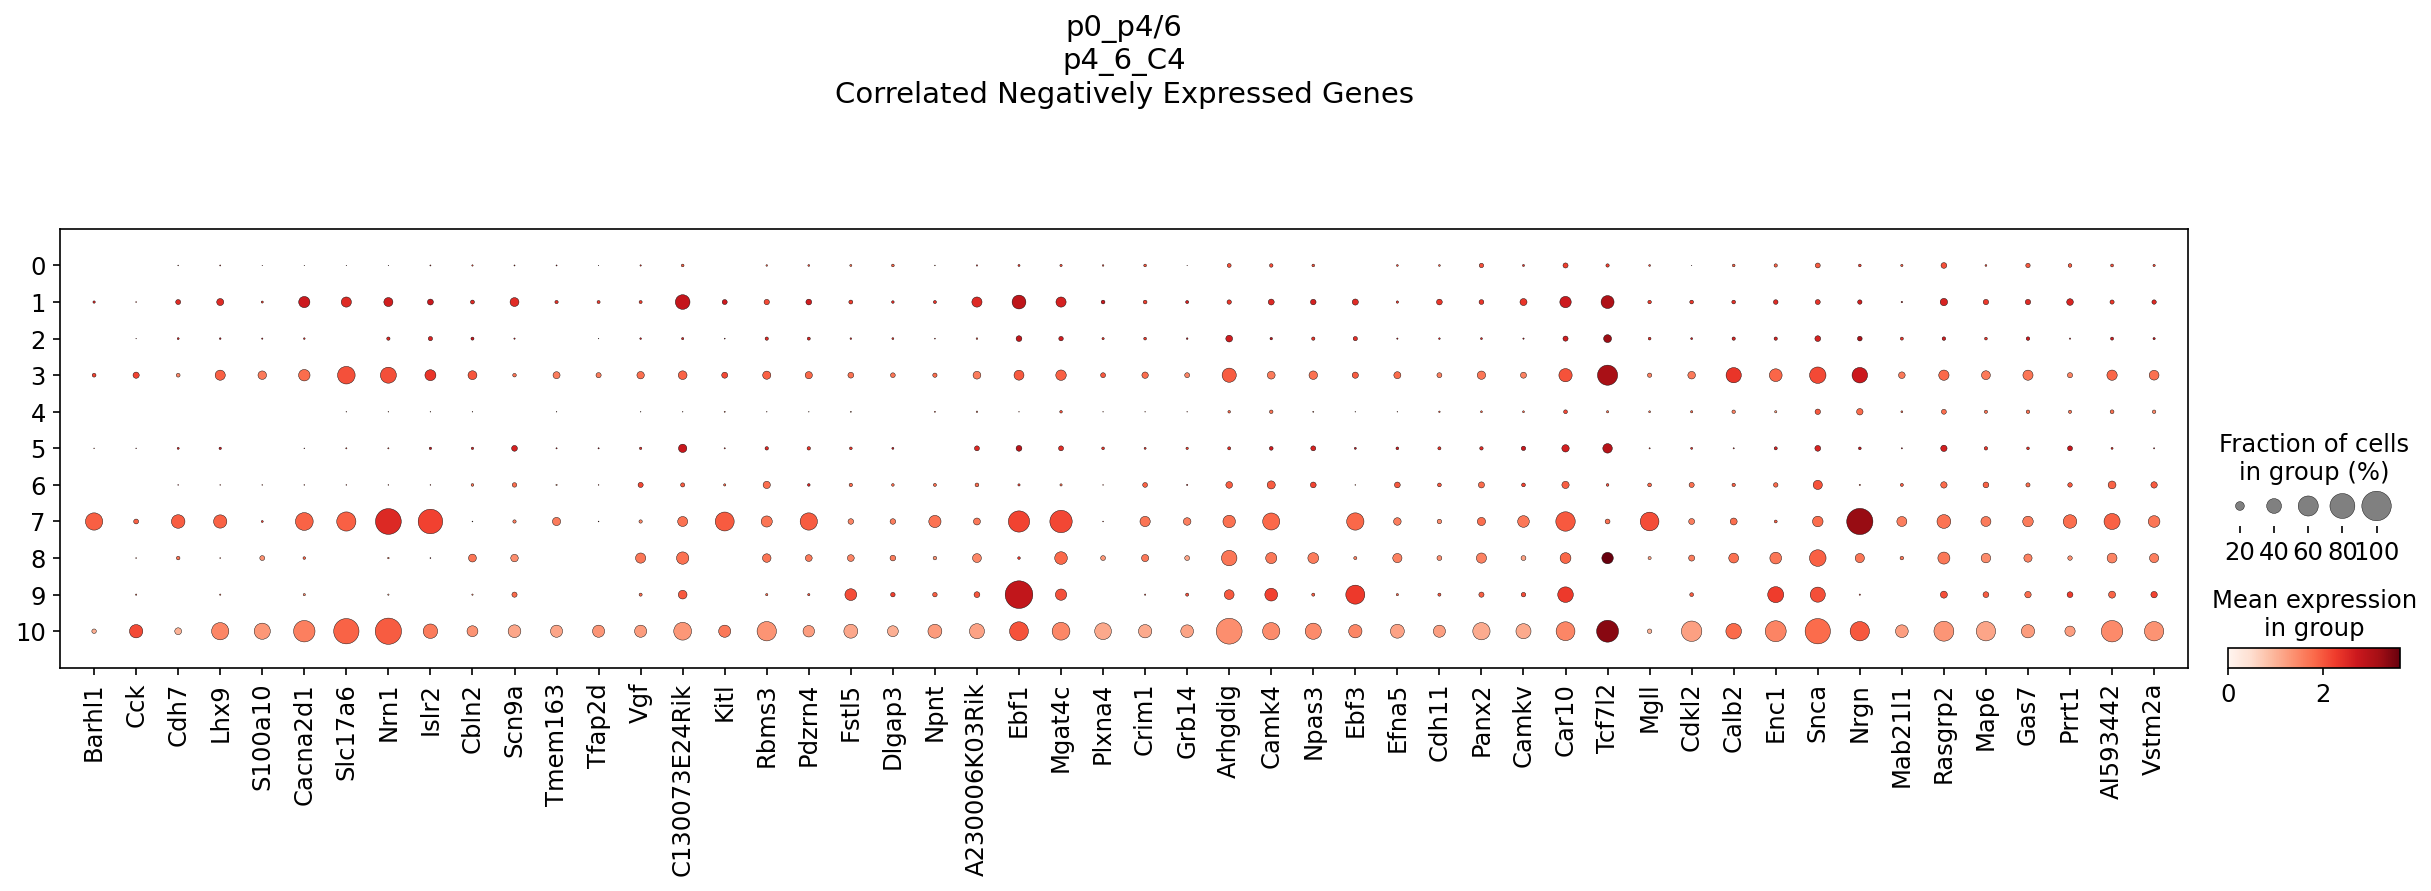 p0_p4/6
p4_6_C4
Correlated Negatively Expressed Genes
0
1
2
3
4
5
6
7
8
9
10
Barhl1
Cck
Cdh7
Lhx9
S100a10
Cacna2d1
Slc17a6
Nrn1
Islr2
Cbln2
Scn9a
Tmem163
Tfap2d
Vgf
C130073E24Rik
Kitl
Rbms3
Pdzrn4
Fstl5
Dlgap3
Npnt
A230006K03Rik
Ebf1
Mgat4c
Plxna4
Crim1
Grb14
Arhgdig
Camk4
Npas3
Ebf3
Efna5
Cdh11
Panx2
Camkv
Car10
Tcf7l2
Mgll
Cdkl2
Calb2
Enc1
Snca
Nrgn
Mab21l1
Rasgrp2
Map6
Gas7
Prrt1
AI593442
Vstm2a
Fraction of cells
in group (%)
20 40 60 80 100
Mean expression
in group
0 2